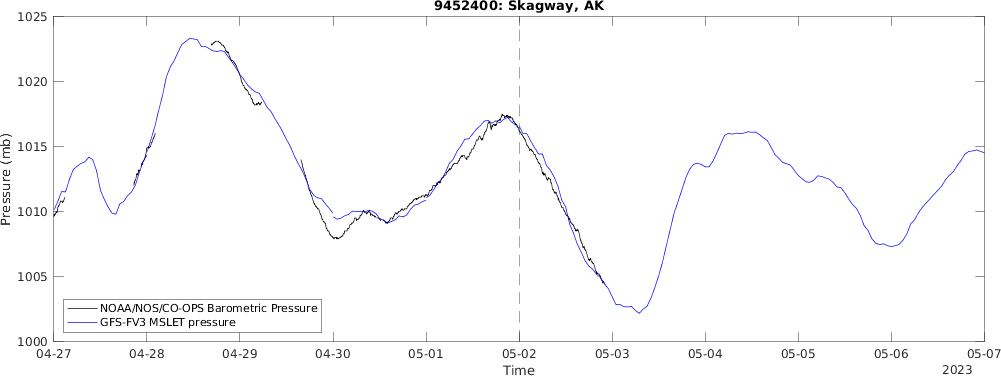 9452400: Skagway, AK
1025
1020
1015
1010
1005
1000
Pressure (mb)
NOAA/NOS/CO-OPS Barometric Pressure
GFS-FV3 MSLET pressure
04-27 04-28 04-29 04-30 05-01 05-02 05-03 05-04 05-05 05-06 05-07
Time
2023